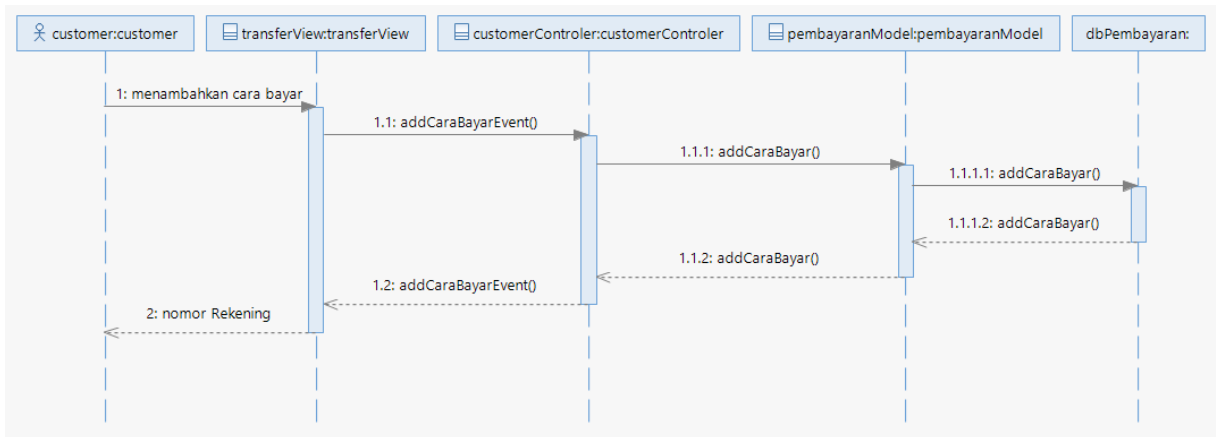 customer:customer
transferView:transferView
customerControler:customerControler
pembayaranModel:pembayaranModel
dbPembayaran:
1: menambahkan cara bayar
1.1: addCaraBayarEvent()
1.1.1: addCaraBayar()
1.1.1.1: addCaraBayar()
1.1.1.2: addCaraBayar()
1.1.2: addCaraBayar()
1.2: addCaraBayarEvent()
2: nomor Rekening